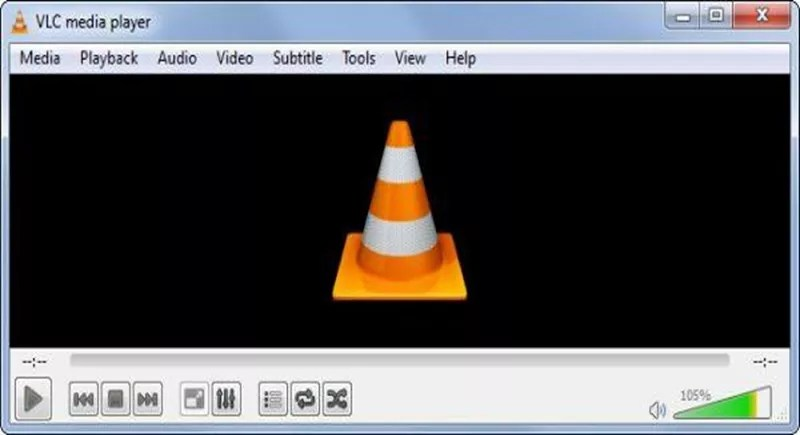 VLC media player
Media Playback Audio Video Subtitle Tools View Help
--:-- --:--
105%